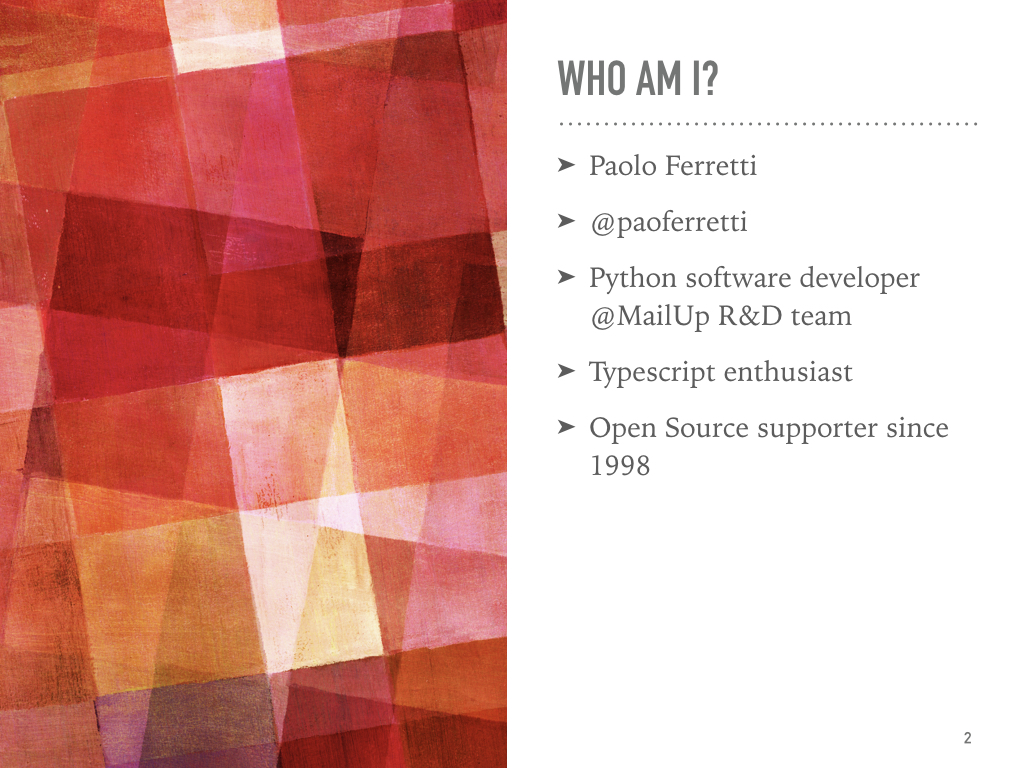 WHO AM I?
➤ Paolo Ferretti
➤ @paoferretti
➤ Python software developer
@MailUp R&D team
➤ Typescript enthusiast
➤ Open Source supporter since
1998
2